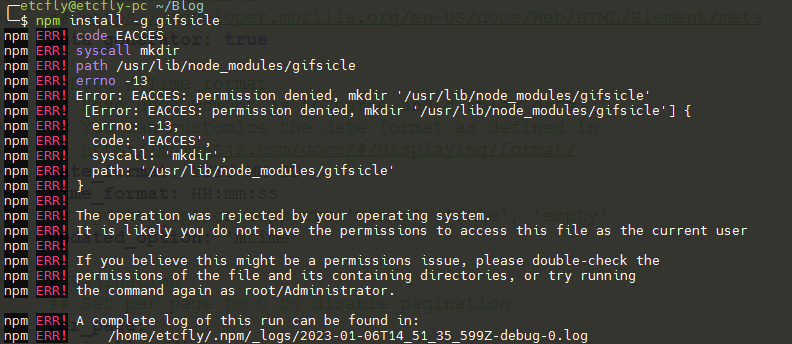 ╭─etcfly@etcfly-pc ~/Blog
╰─$ npm install -g gifsicle
npm ERR! code EACCES
npm ERR! syscall mkdir
npm ERR! path /usr/lib/node_modules/gifsicle
npm ERR! errno -13
npm ERR! Error: EACCES: permission denied, mkdir '/usr/lib/node_modules/gifsicle'
npm ERR!  [Error: EACCES: permission denied, mkdir '/usr/lib/node_modules/gifsicle'] {
npm ERR!   errno: -13,
npm ERR!   code: 'EACCES',
npm ERR!   syscall: 'mkdir',
npm ERR!   path: '/usr/lib/node_modules/gifsicle'
npm ERR! }
npm ERR!
npm ERR! The operation was rejected by your operating system.
npm ERR! It is likely you do not have the permissions to access this file as the current user
npm ERR!
npm ERR! If you believe this might be a permissions issue, please double-check the
npm ERR! permissions of the file and its containing directories, or try running
npm ERR! the command again as root/Administrator.
npm ERR! A complete log of this run can be found in:
npm ERR!     /home/etcfly/.npm/_logs/2023-01-06T14_51_35_599Z-debug-0.log